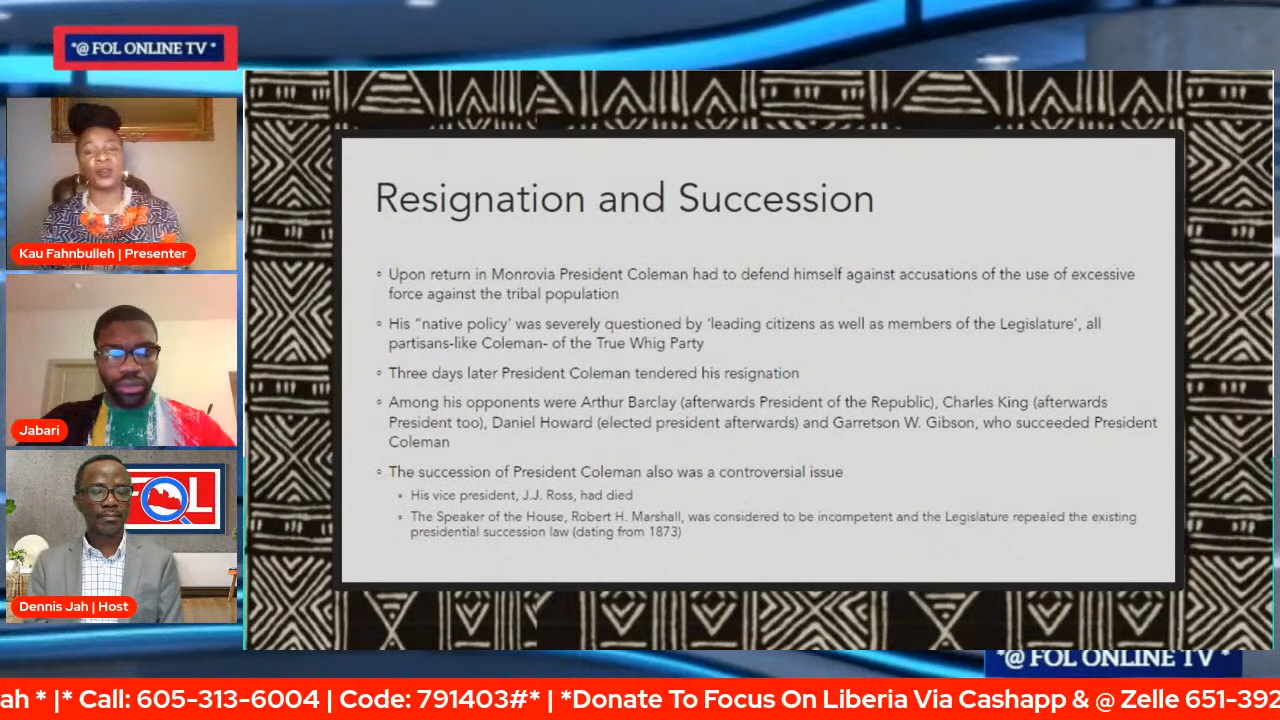 *@ FOL ONLINE TV *
Kau Fahnbulleh | Presenter
Jabari
FOL
Dennis Jah | Host
Resignation and Succession
Upon return in Monrovia President Coleman had to defend himself against accusations of the use of excessive
force against the tribal population
His “native policy’ was severely questioned by ‘leading citizens as well as members of the Legislature’, all
partisans-like Coleman- of the True Whig Party
Three days later President Coleman tendered his resignation
Among his opponents were Arthur Barclay (afterwards President of the Republic), Charles King (afterwards
President too), Daniel Howard (elected president afterwards) and Garretson W. Gibson, who succeeded President
Coleman
The succession of President Coleman also was a controversial issue
His vice president, J.J. Ross, had died
The Speaker of the House, Robert H. Marshall, was considered to be incompetent and the Legislature repealed the existing
presidential succession law (dating from 1873)
*@ FOL ONLINE TV *
ah * |* Call: 605-313-6004 | Code: 791403#* | *Donate To Focus On Liberia Via Cashapp & @ Zelle 651-392